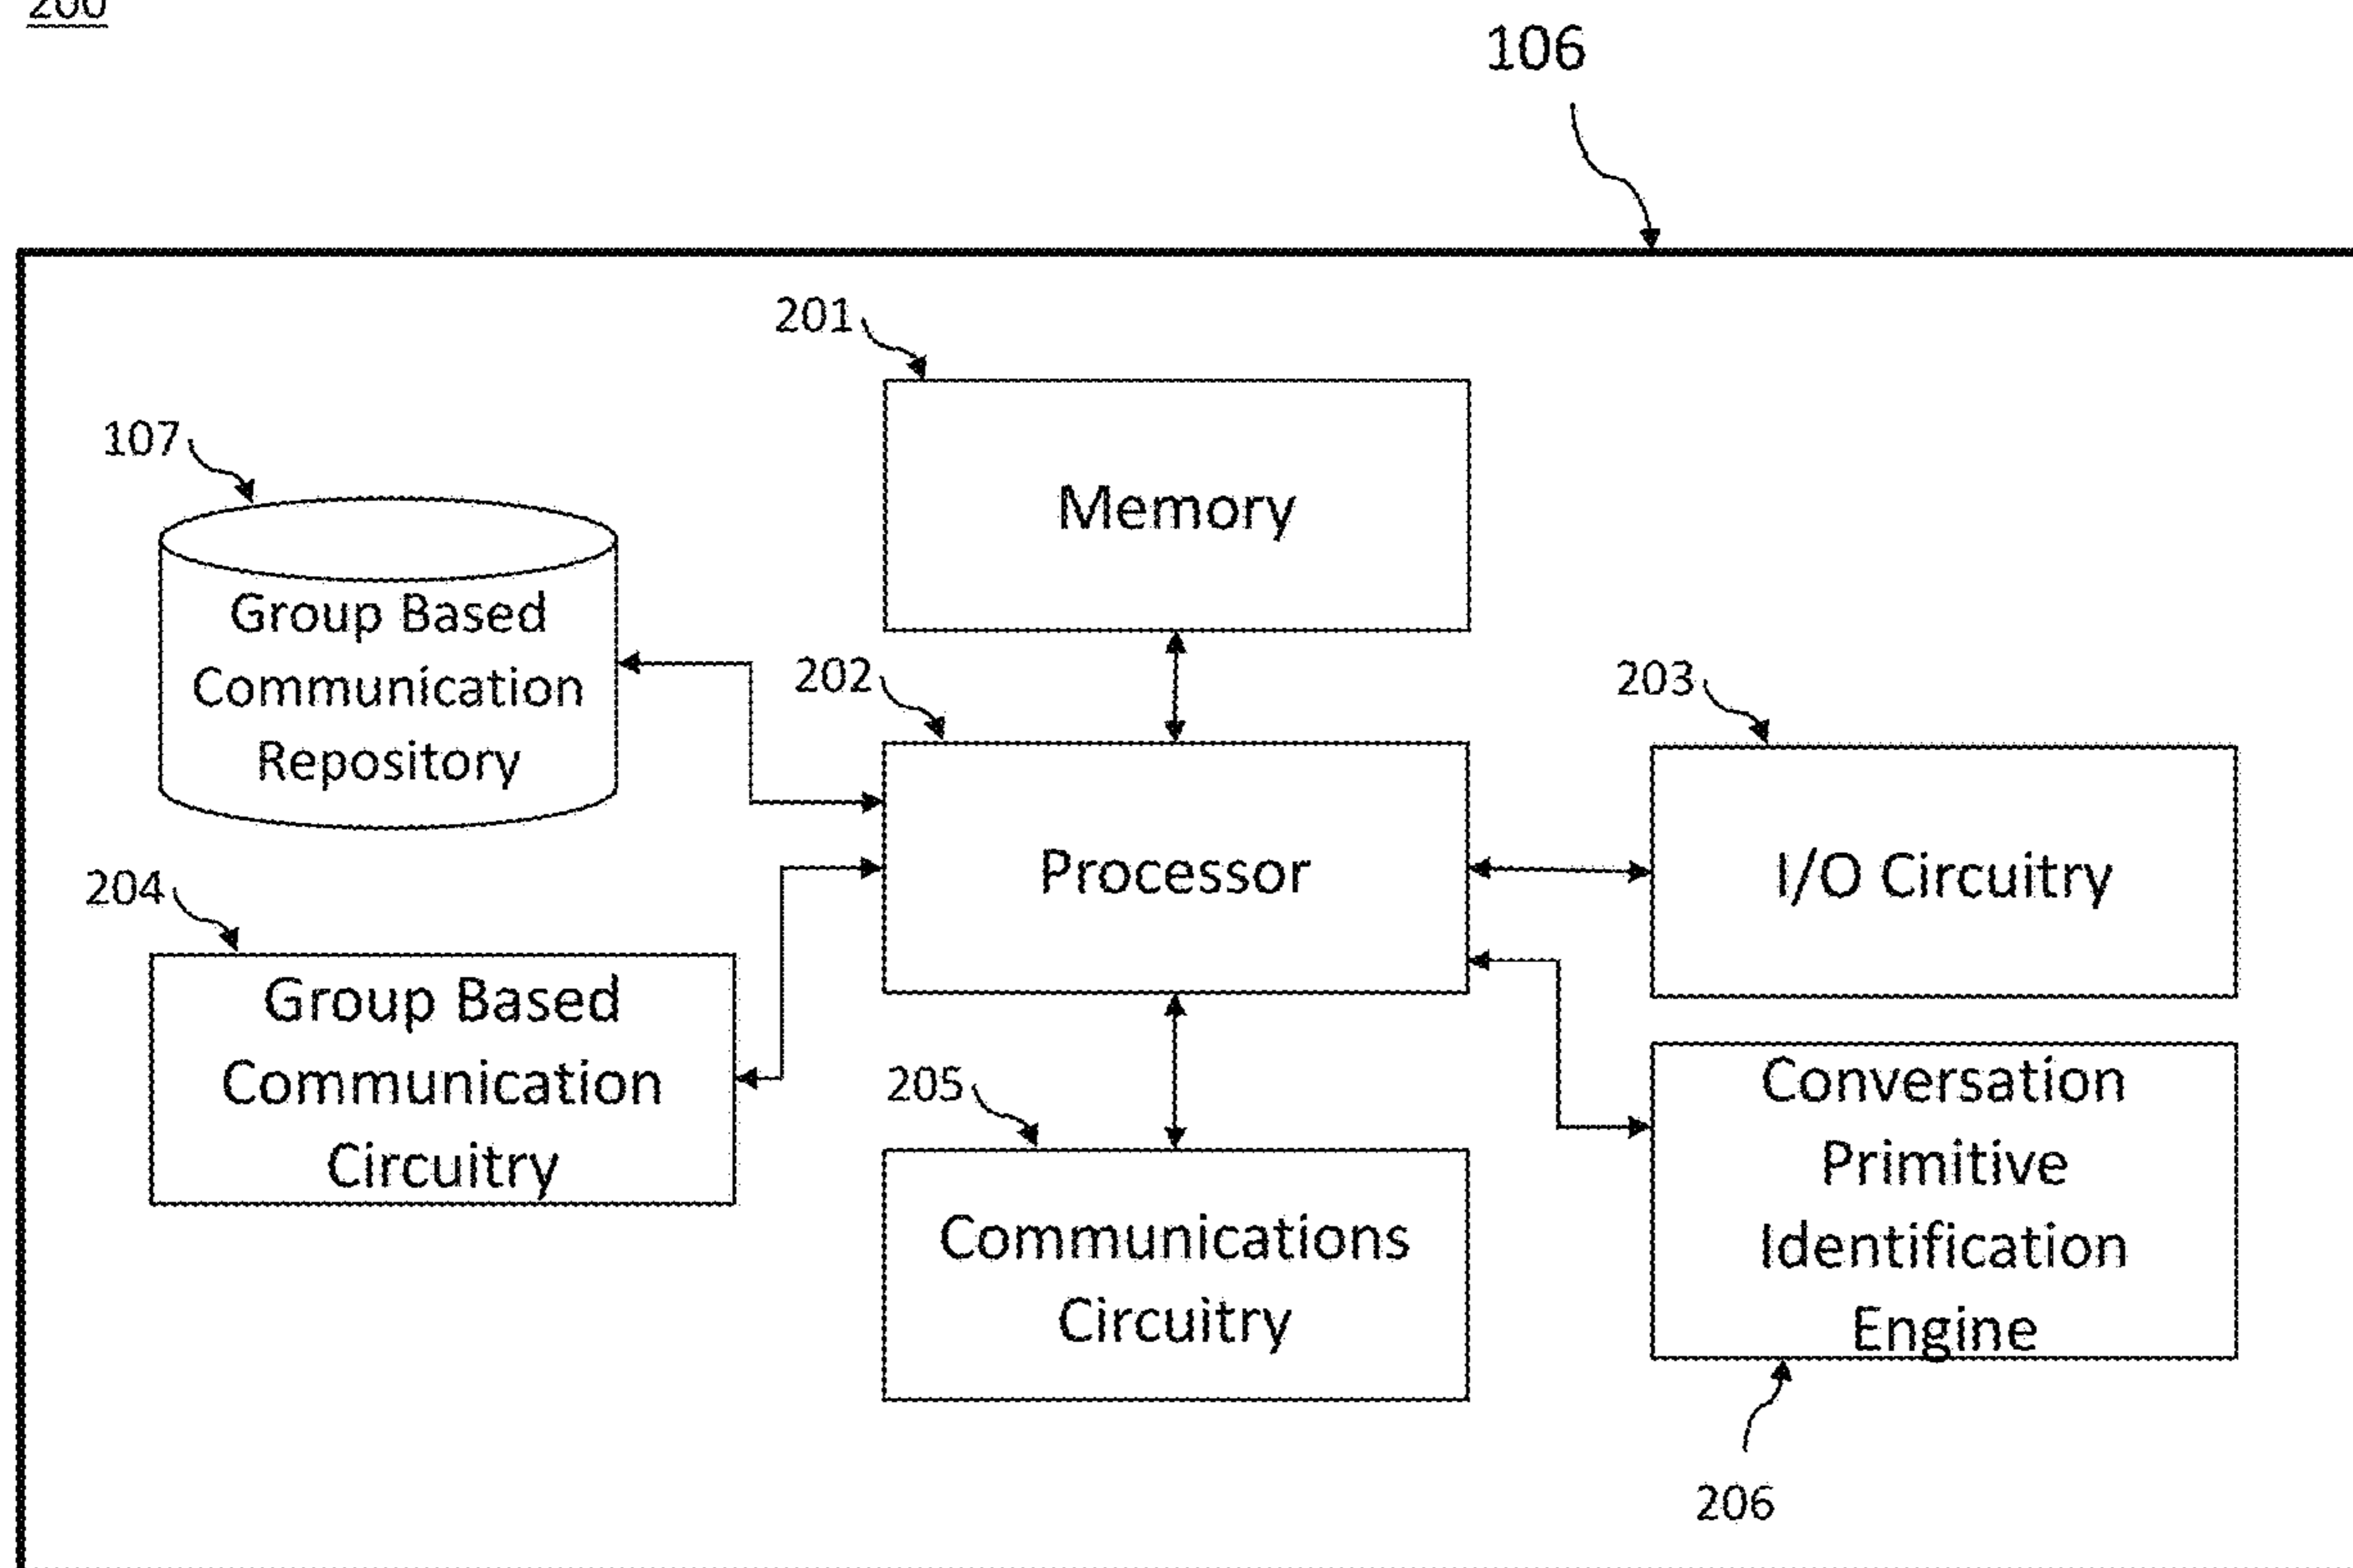 200
106
201
Memory
107
Group Based
Communication
Repository
202
Processor
203
I/O Circuitry
204
Group Based
Communication
Circuitry
205
Communications
Circuitry
Conversation
Primitive
Identification
Engine
206